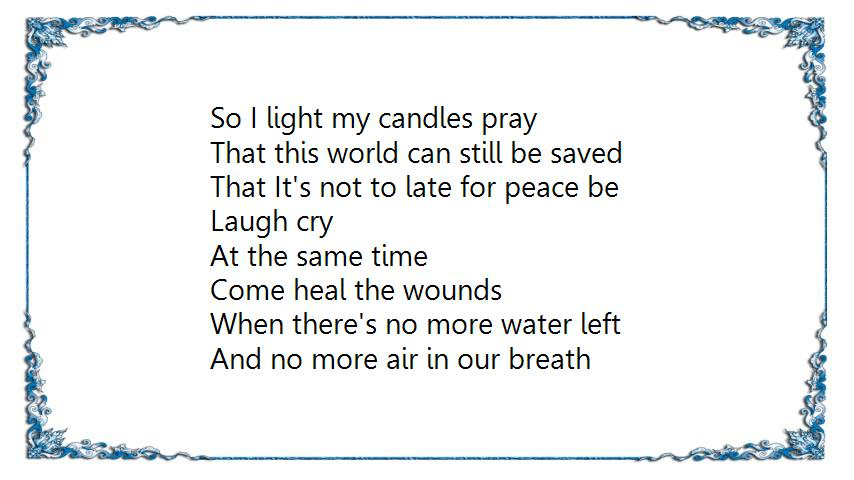 So I light my candles pray
That this world can still be saved
That It's not to late for peace be
Laugh cry
At the same time
Come heal the wounds
When there's no more water left
And no more air in our breath